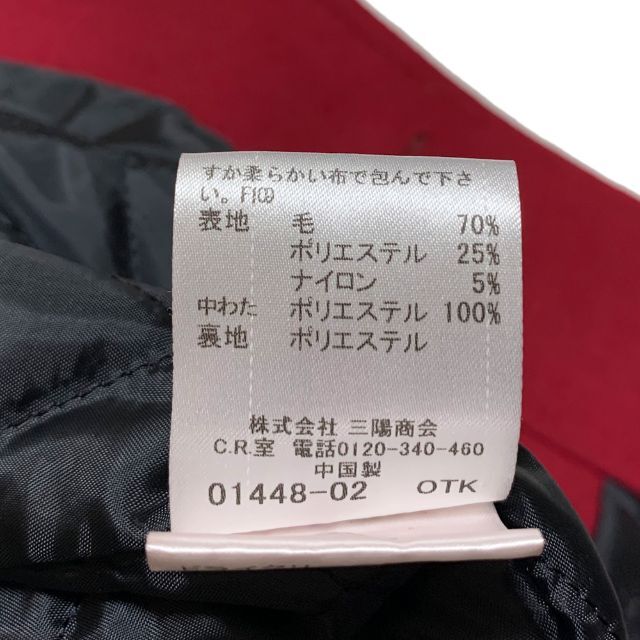 すか柔らかい布で包んで下さ
い。
表地 毛 70%
ポリエステル 25%
ナイロン 5%
中わた ポリエステル 100%
裏地 ポリエステル
株式会社 三陽商会
C.R.室 電話0120-340-460
中国製
01448-02 OTK